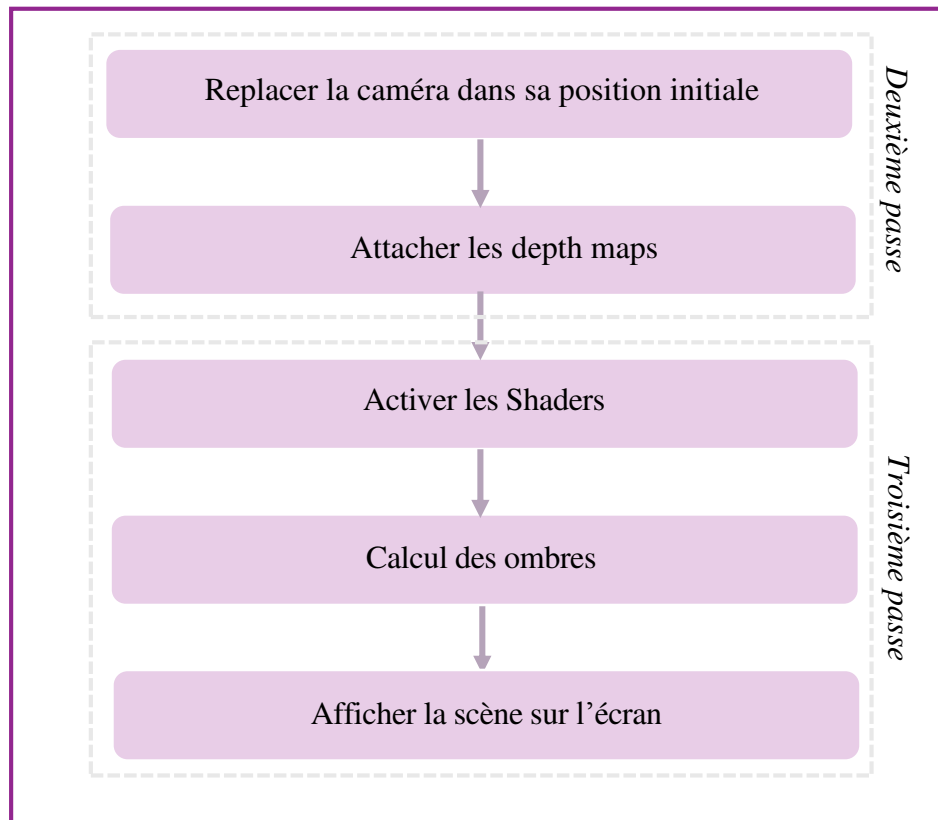 Replacer la caméra dans sa position initiale
Attacher les depth maps
Deuxième passe
Activer les Shaders
Calcul des ombres
Afficher la scène sur l'écran
Troisième passe